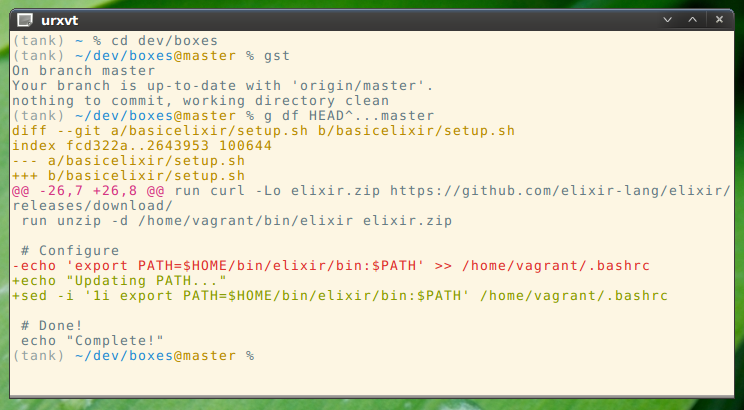 urxvt
(tank) ~ % cd dev/boxes
(tank) ~/dev/boxes@master % gst
On branch master
Your branch is up-to-date with 'origin/master'.
nothing to commit, working directory clean
(tank) ~/dev/boxes@master % g df HEAD^...master
diff --git a/basicelixir/setup.sh b/basicelixir/setup.sh
index fcd322a..2643953 100644
--- a/basicelixir/setup.sh
+++ b/basicelixir/setup.sh
@@ -26,7 +26,8 @@ run curl -Lo elixir.zip https://github.com/elixir-lang/elixir/
releases/download/
 run unzip -d /home/vagrant/bin/elixir elixir.zip

 # Configure
-echo 'export PATH=$HOME/bin/elixir/bin:$PATH' >> /home/vagrant/.bashrc
+echo "Updating PATH..."
+sed -i '1i export PATH=$HOME/bin/elixir/bin:$PATH' /home/vagrant/.bashrc

 # Done!
 echo "Complete!"
(tank) ~/dev/boxes@master %